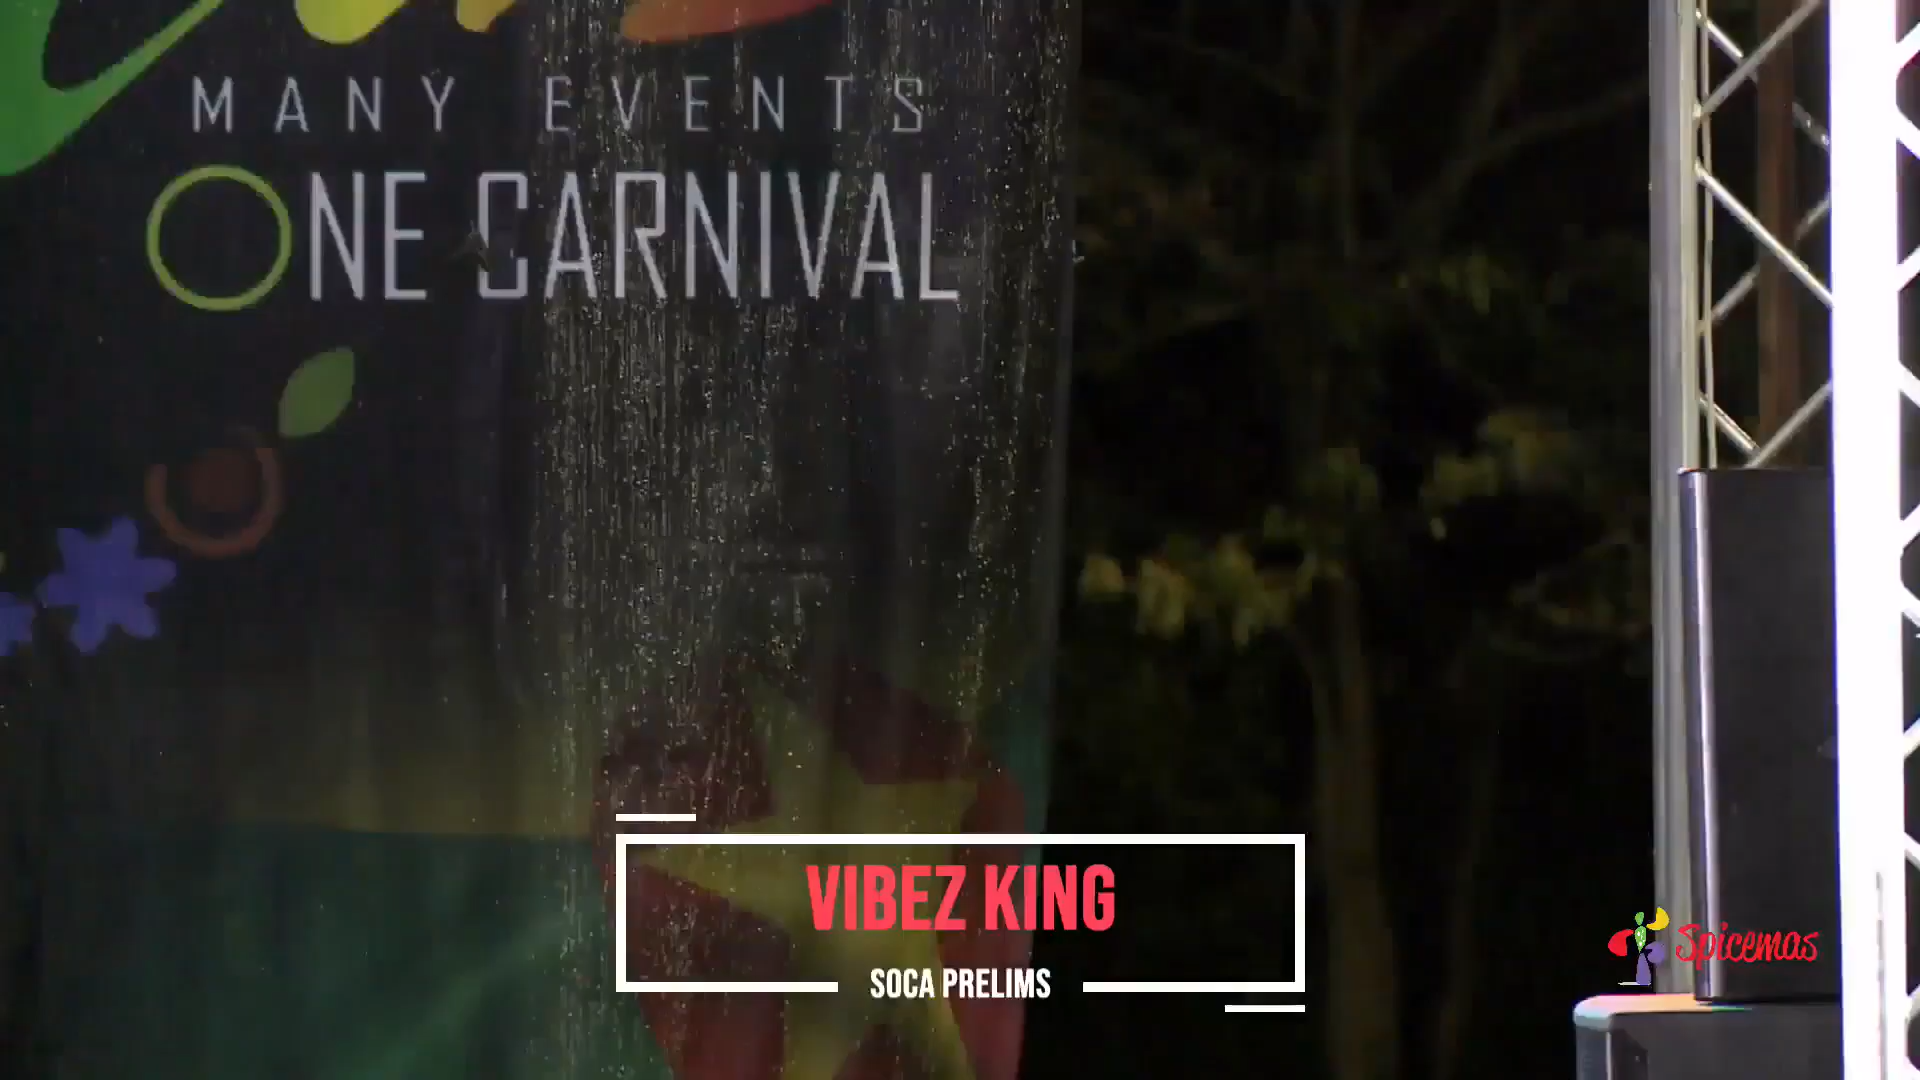 MANY EVENTS
ONE CARNIVAL
VIBEZ KING
SOCA PRELIMS
Spicemas